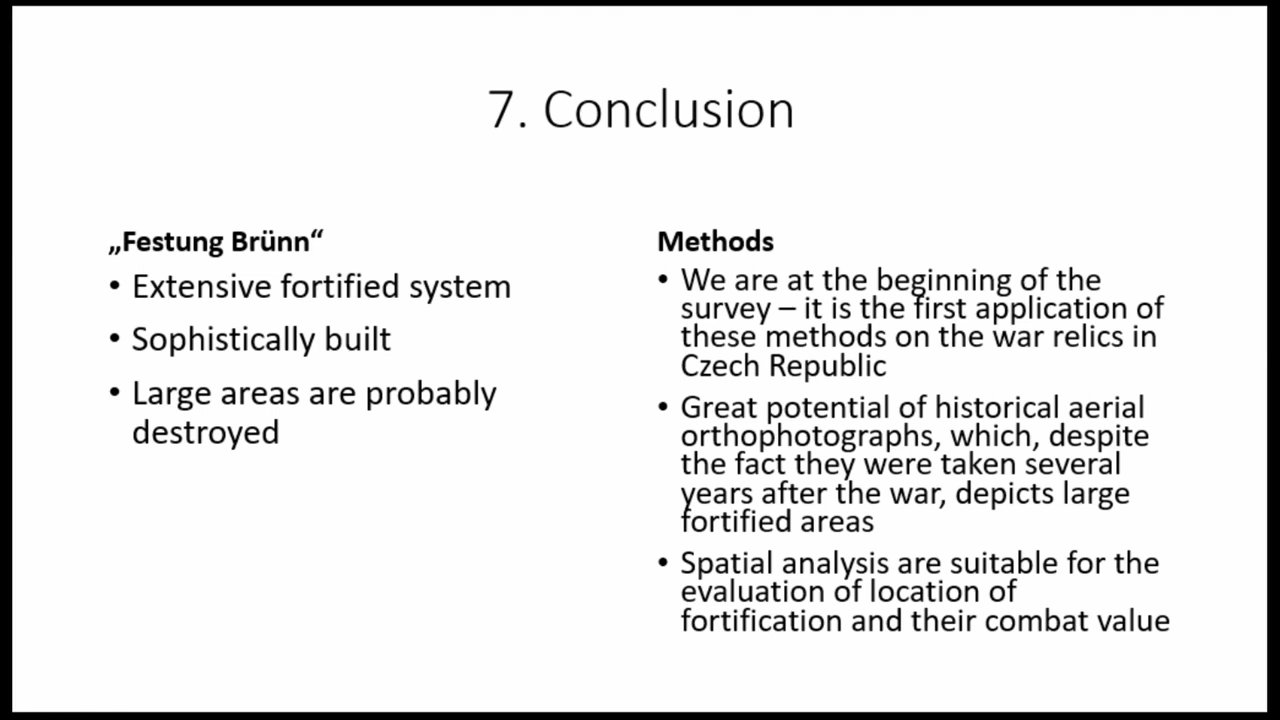 7. Conclusion
„Festung Brünn“
• Extensive fortified system
• Sophistically built
• Large areas are probably
destroyed
Methods
• We are at the beginning of the
survey – it is the first application of
these methods on the war relics in
Czech Republic
• Great potential of historical aerial
orthophotographs, which, despite
the fact they were taken several
years after the war, depicts large
fortified areas
• Spatial analysis are suitable for the
evaluation of location of
fortification and their combat value